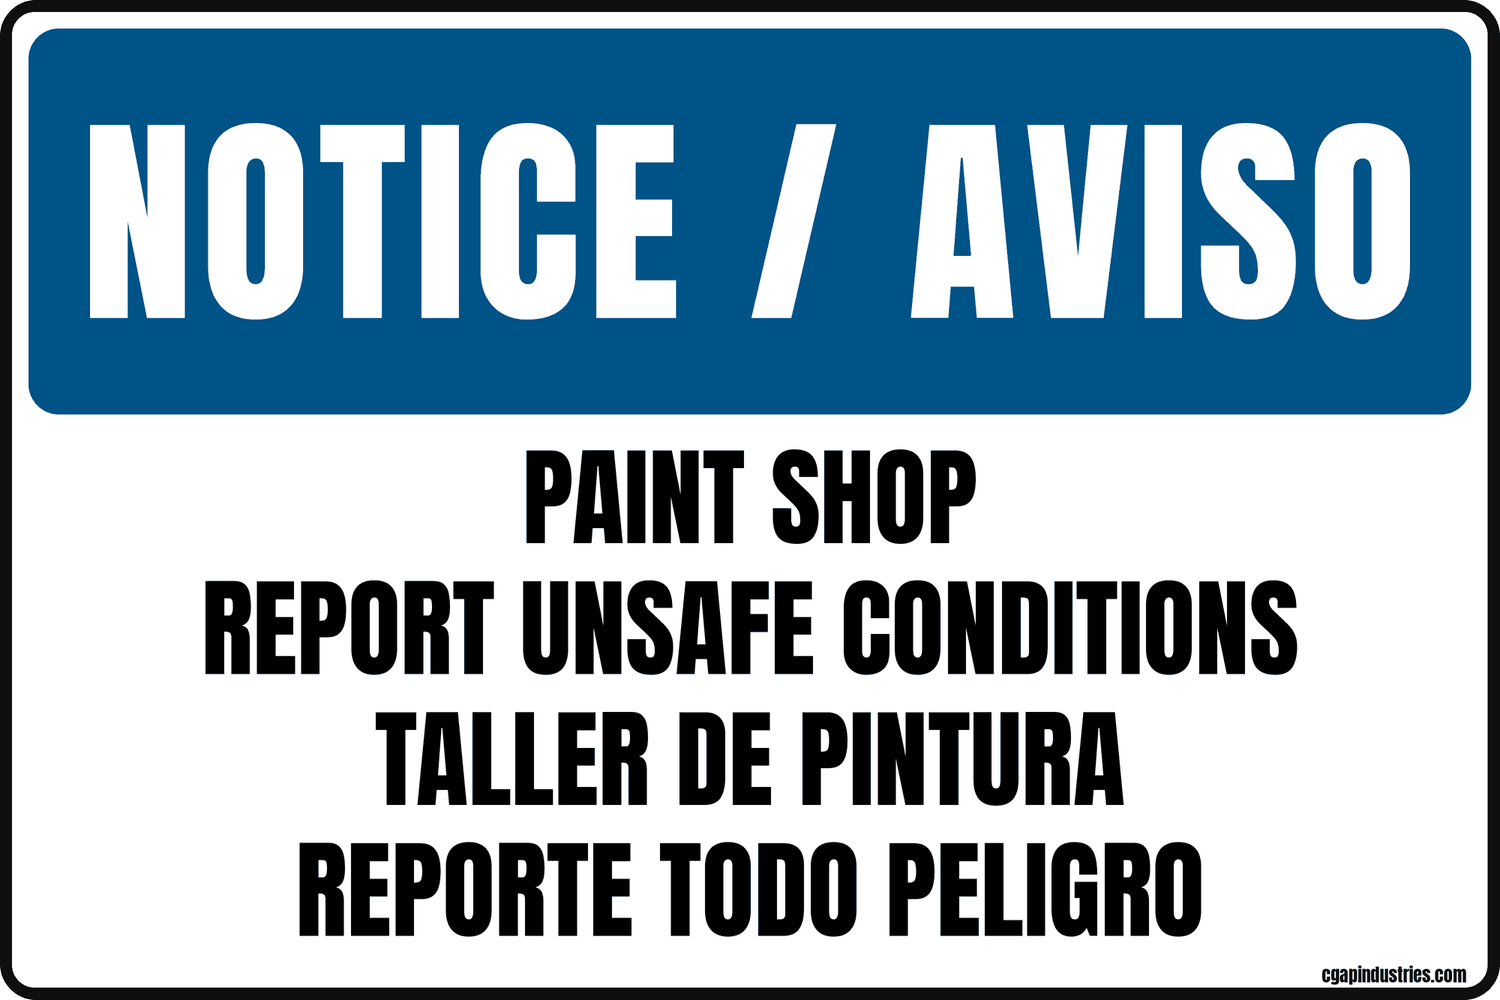 NOTICE / AVISO
PAINT SHOP
REPORT UNSAFE CONDITIONS
TALLER DE PINTURA
REPORTE TODO PELIGRO
cgapindustries.com